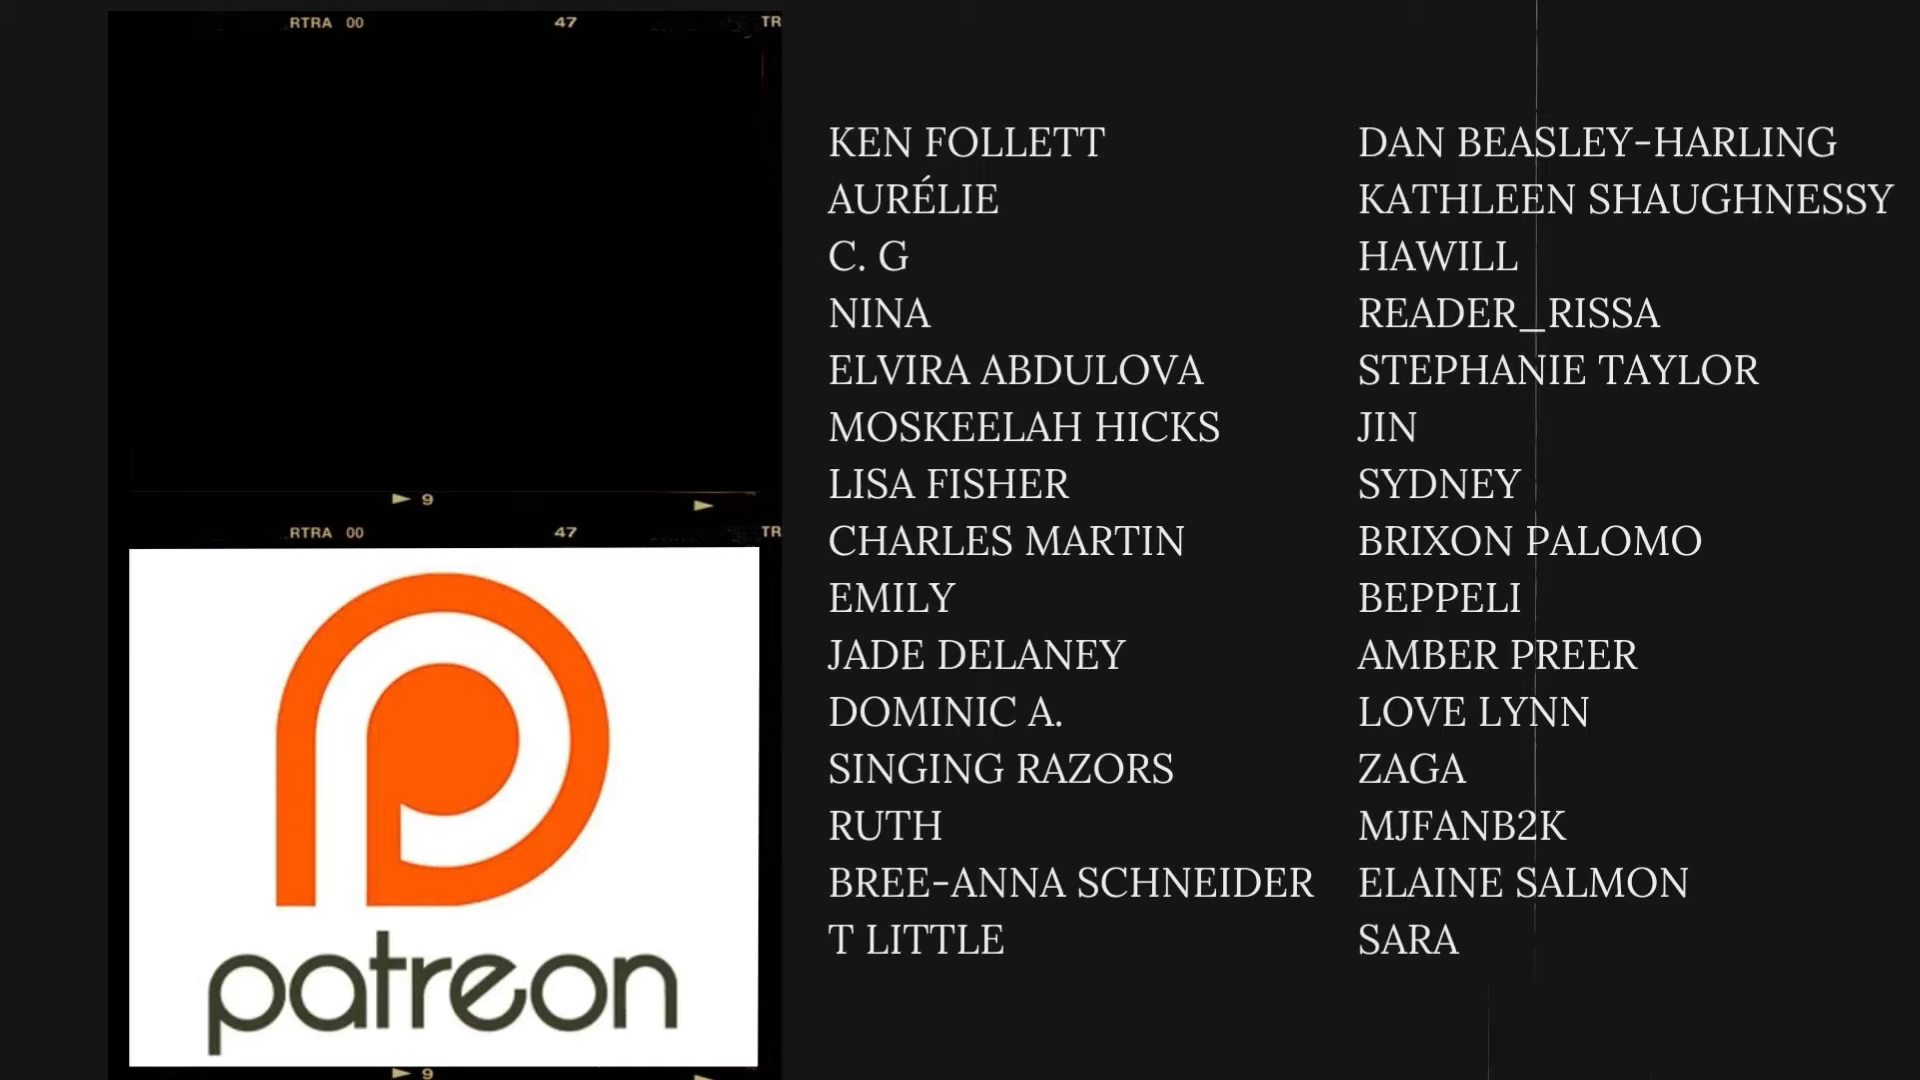 RTRA 00 47 TR
9
RTRA 00 47 TR
patreon
9
KEN FOLLETT
AURÉLIE
C. G
NINA
ELVIRA ABDULOVA
MOSKEELAH HICKS
LISA FISHER
CHARLES MARTIN
EMILY
JADE DELANEY
DOMINIC A.
SINGING RAZORS
RUTH
BREE-ANNA SCHNEIDER
T LITTLE
DAN BEASLEY-HARLING
KATHLEEN SHAUGHNESSY
HAWILL
READER_RISSA
STEPHANIE TAYLOR
JIN
SYDNEY
BRIXON PALOMO
BEPPELI
AMBER PREER
LOVE LYNN
ZAGA
MJFANB2K
ELAINE SALMON
SARA